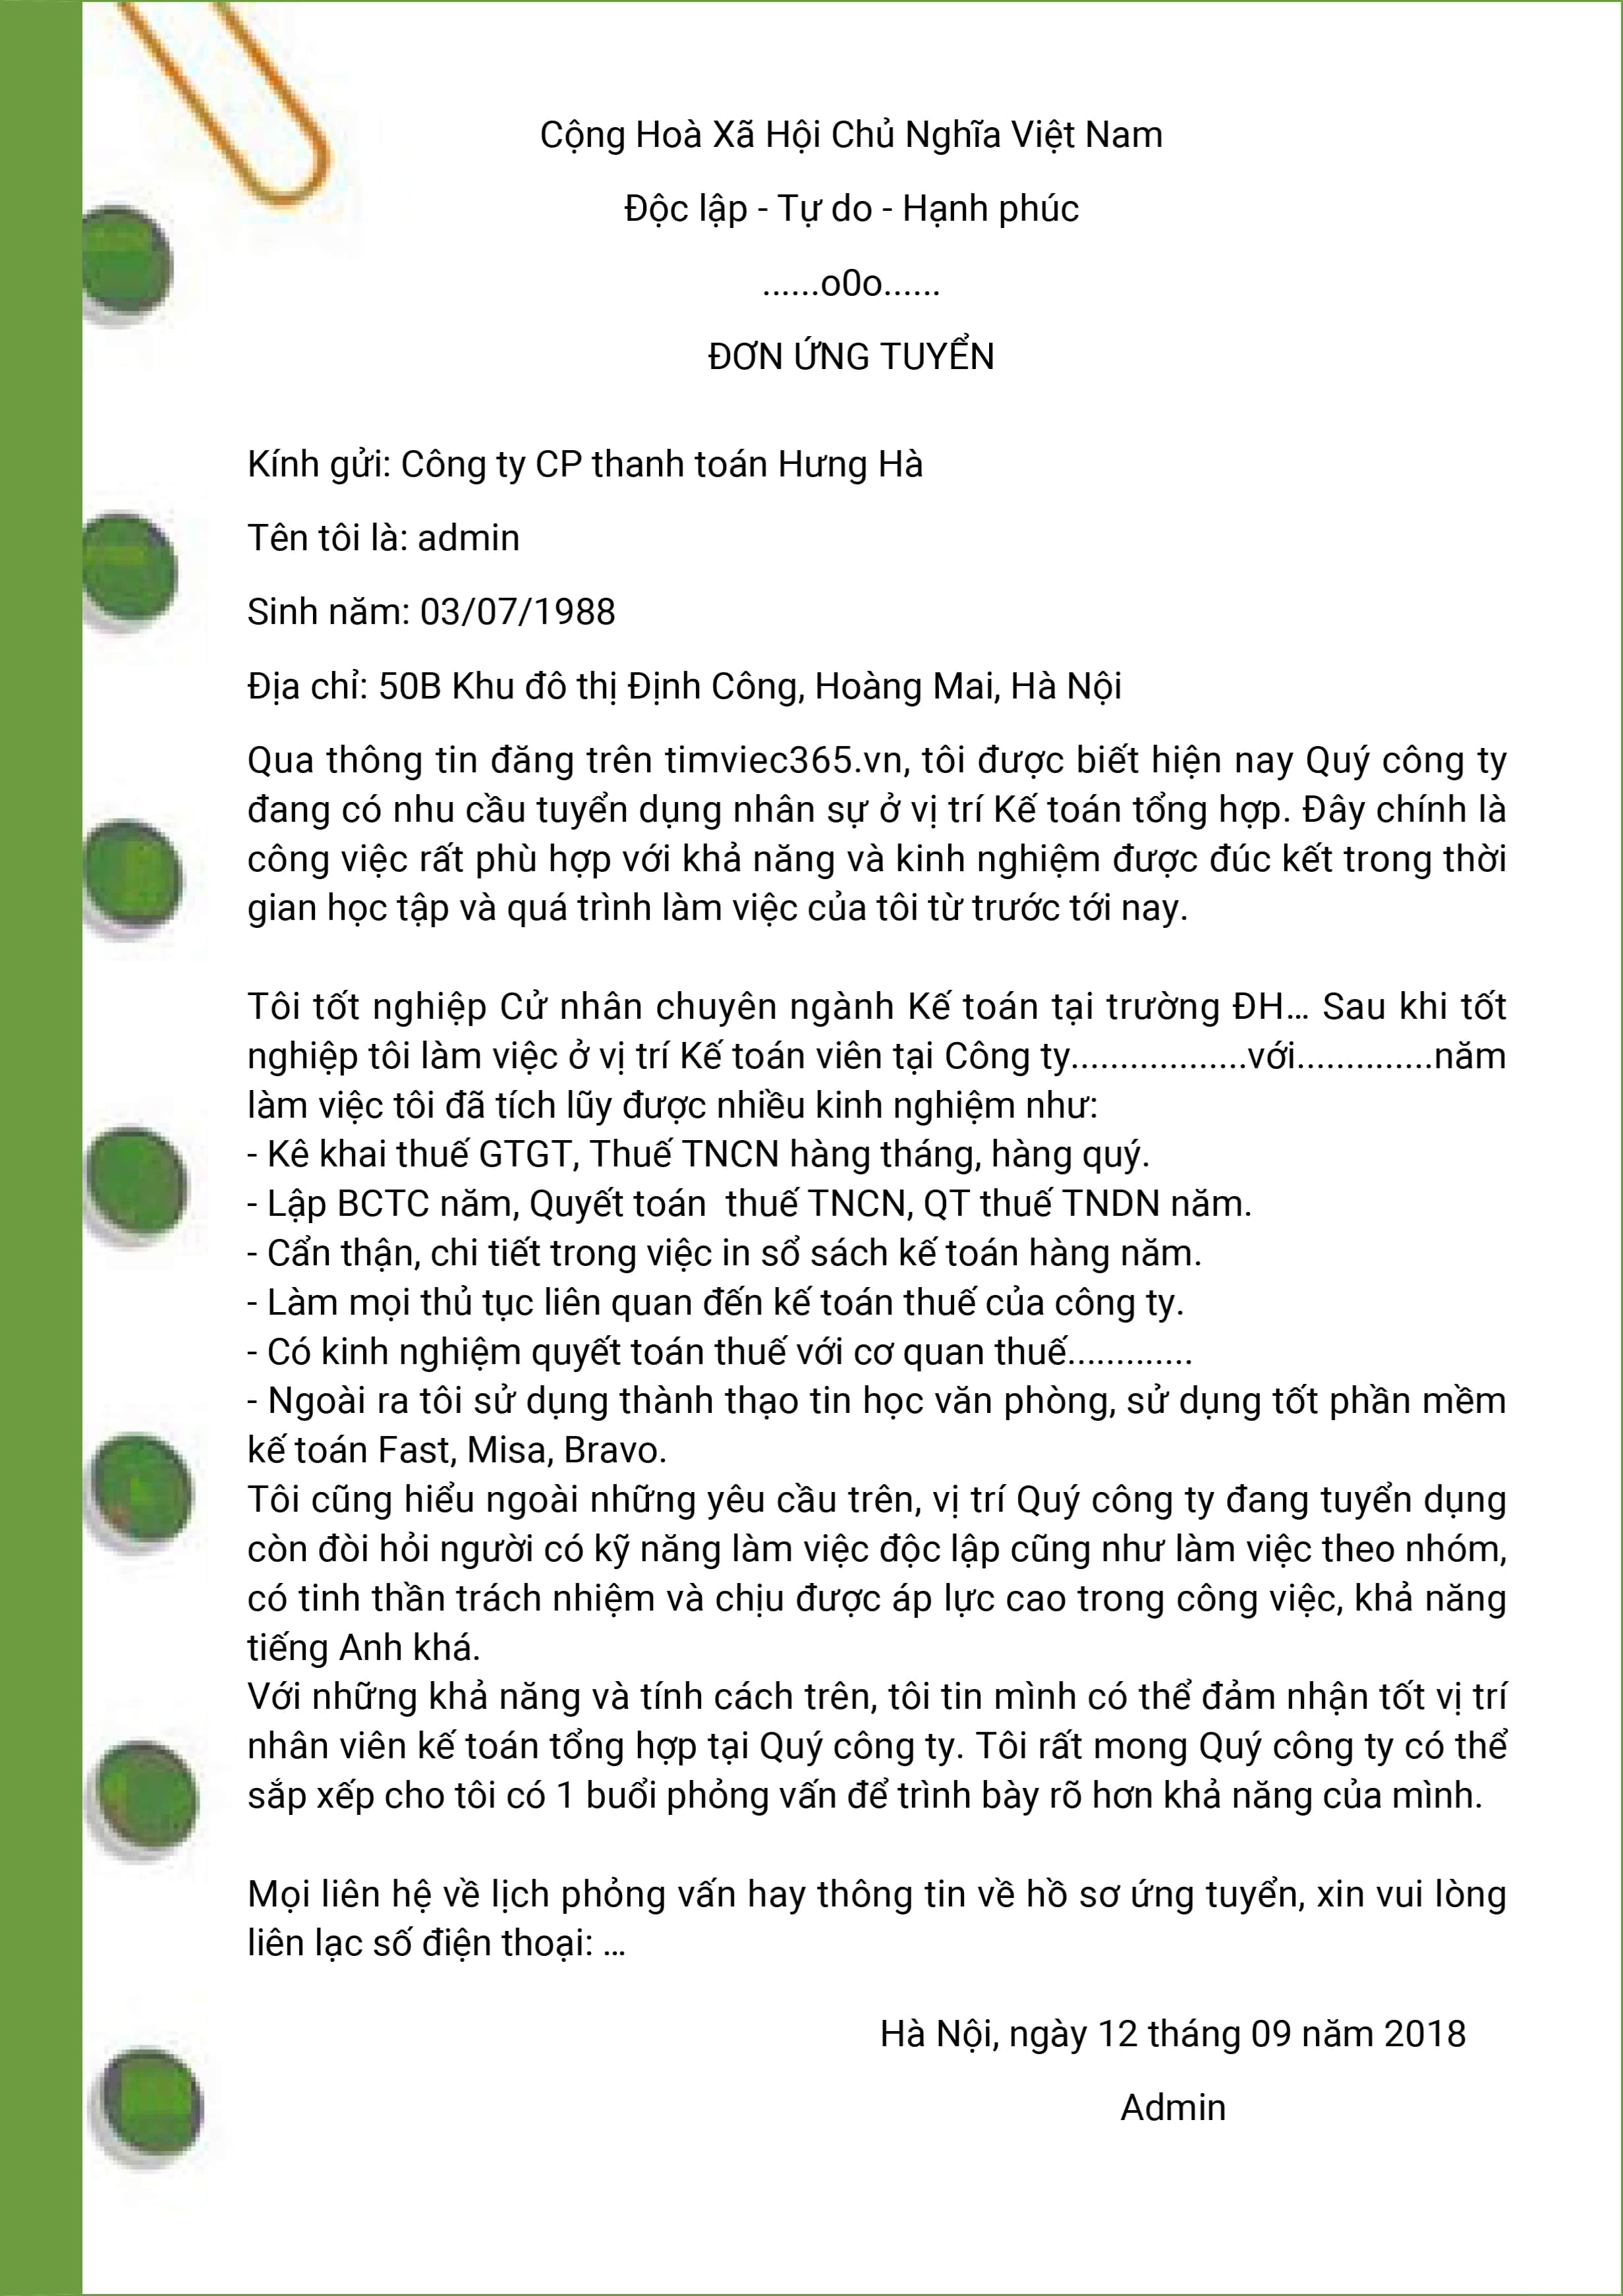 Cộng Hoà Xã Hội Chủ Nghĩa Việt Nam
Độc lập - Tự do - Hạnh phúc
......o0o......
ĐƠN ỨNG TUYỂN
Kính gửi: Công ty CP thanh toán Hưng Hà
Tên tôi là: admin
Sinh năm: 03/07/1988
Địa chỉ: 50B Khu đô thị Định Công, Hoàng Mai, Hà Nội
Qua thông tin đăng trên timviec365.vn, tôi được biết hiện nay Quý công ty
đang có nhu cầu tuyển dụng nhân sự ở vị trí Kế toán tổng hợp. Đây chính là
công việc rất phù hợp với khả năng và kinh nghiệm được đúc kết trong thời
gian học tập và quá trình làm việc của tôi từ trước tới nay.
Tôi tốt nghiệp Cử nhân chuyên ngành Kế toán tại trường ĐH... Sau khi tốt
nghiệp tôi làm việc ở vị trí Kế toán viên tại Công ty..................với..............năm
làm việc tôi đã tích lũy được nhiều kinh nghiệm như:
- Kê khai thuế GTGT, Thuế TNCN hàng tháng, hàng quý.
- Lập BCTC năm, Quyết toán  thuế TNCN, QT thuế TNDN năm.
- Cẩn thận, chi tiết trong việc in sổ sách kế toán hàng năm.
- Làm mọi thủ tục liên quan đến kế toán thuế của công ty.
- Có kinh nghiệm quyết toán thuế với cơ quan thuế.............
- Ngoài ra tôi sử dụng thành thạo tin học văn phòng, sử dụng tốt phần mềm
kế toán Fast, Misa, Bravo.
Tôi cũng hiểu ngoài những yêu cầu trên, vị trí Quý công ty đang tuyển dụng
còn đòi hỏi người có kỹ năng làm việc độc lập cũng như làm việc theo nhóm,
có tinh thần trách nhiệm và chịu được áp lực cao trong công việc, khả năng
tiếng Anh khá.
Với những khả năng và tính cách trên, tôi tin mình có thể đảm nhận tốt vị trí
nhân viên kế toán tổng hợp tại Quý công ty. Tôi rất mong Quý công ty có thể
sắp xếp cho tôi có 1 buổi phỏng vấn để trình bày rõ hơn khả năng của mình.
Mọi liên hệ về lịch phỏng vấn hay thông tin về hồ sơ ứng tuyển, xin vui lòng
liên lạc số điện thoại: ...
Hà Nội, ngày 12 tháng 09 năm 2018
Admin